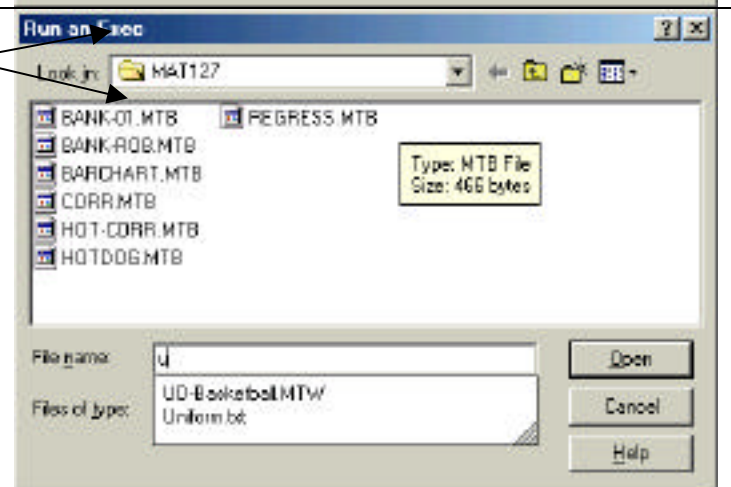 Run an Exec
Look in: MAT127
BANK-01.MTB REGRESS.MTB
BANK-ROB.MTB
BARCHART.MTB
CORR.MTB
HOT-CORR.MTB
HOTDOG.MTB
Type: MTB File
Size: 466 bytes
File name: u Open
UD-Basketball.MTW
Uniform.txt
Files of type: Cancel
Help